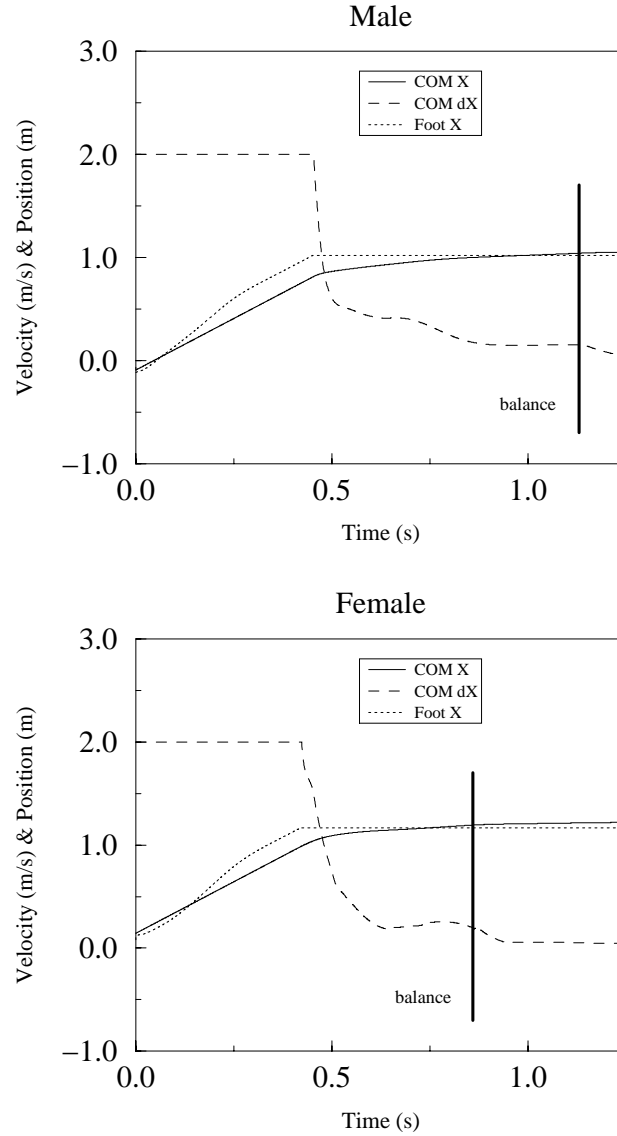 Male
3.0
2.0
1.0
0.0
−1.0
Velocity (m/s) & Position (m)
COM X
COM dX
Foot X
balance
0.0 0.5 1.0
Time (s)
Female
3.0
2.0
1.0
0.0
−1.0
Velocity (m/s) & Position (m)
COM X
COM dX
Foot X
balance
0.0 0.5 1.0
Time (s)